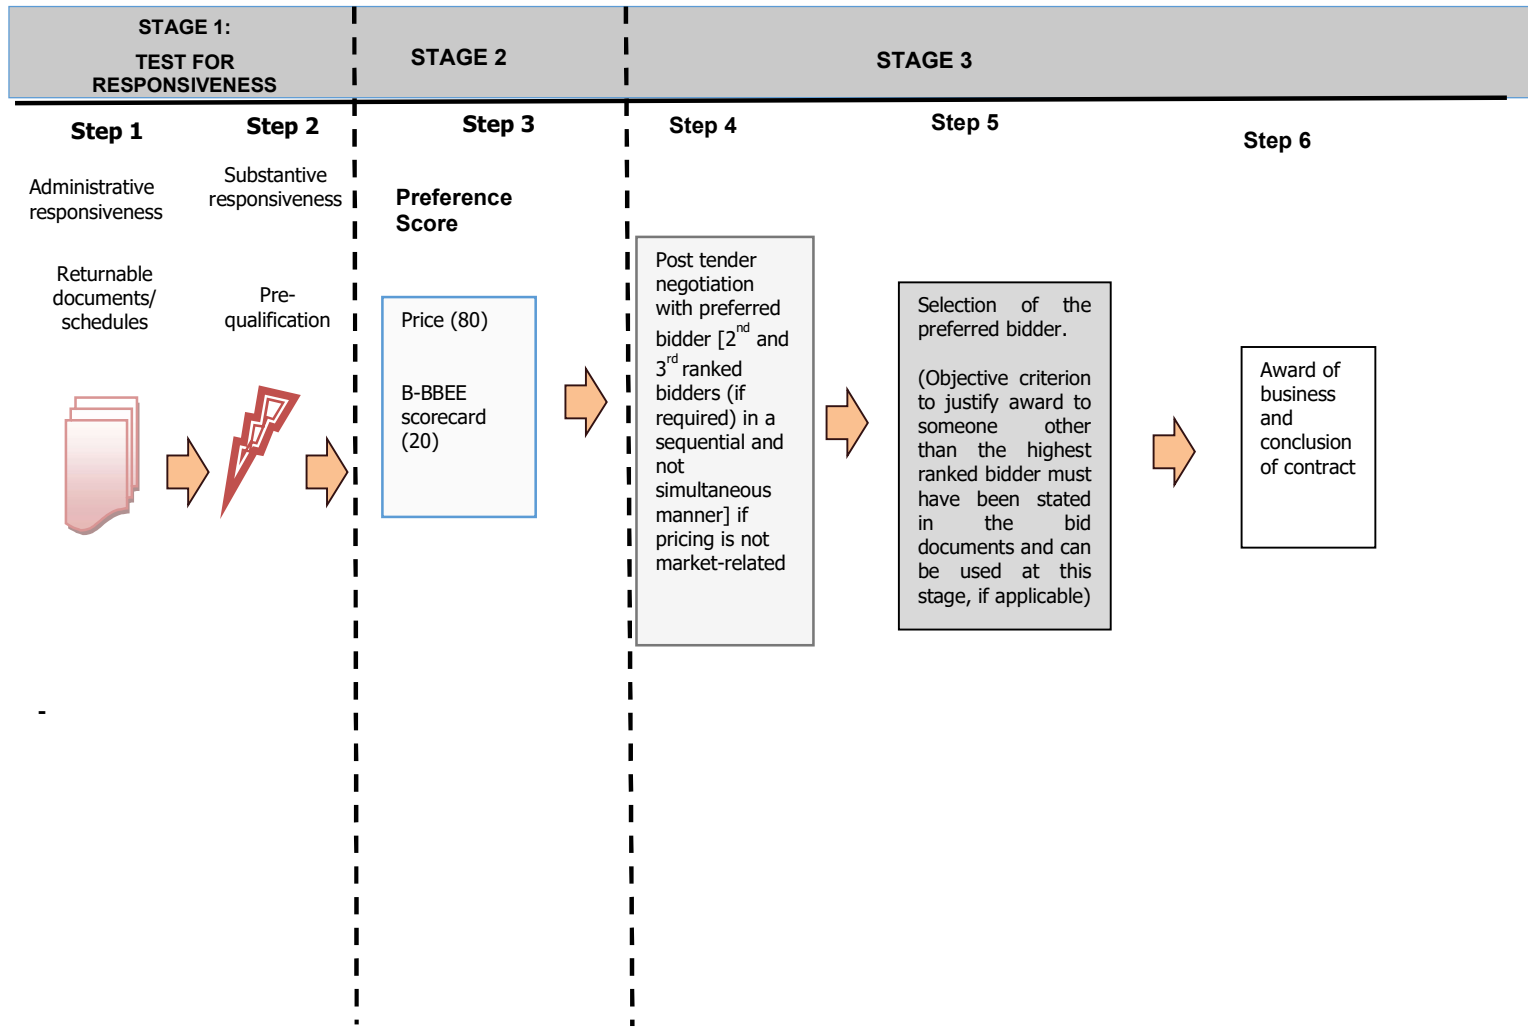 STAGE 1:
TEST FOR
RESPONSIVENESS
STAGE 2
STAGE 3
Step 1
Step 2
Step 3
Step 4
Step 5
Step 6
Administrative
responsiveness
Substantive
responsiveness
Preference
Score
Returnable
documents/
schedules
Pre-
qualification
Price (80)
B-BBEE
scorecard
(20)
Post tender
negotiation
with preferred
bidder [2nd and
3rd ranked
bidders (if
required) in a
sequential and
not
simultaneous
manner] if
pricing is not
market-related
Selection of the
preferred bidder.
(Objective criterion
to justify award to
someone other
than the highest
ranked bidder must
have been stated
in the bid
documents and can
be used at this
stage, if applicable)
Award of
business
and
conclusion
of contract
-